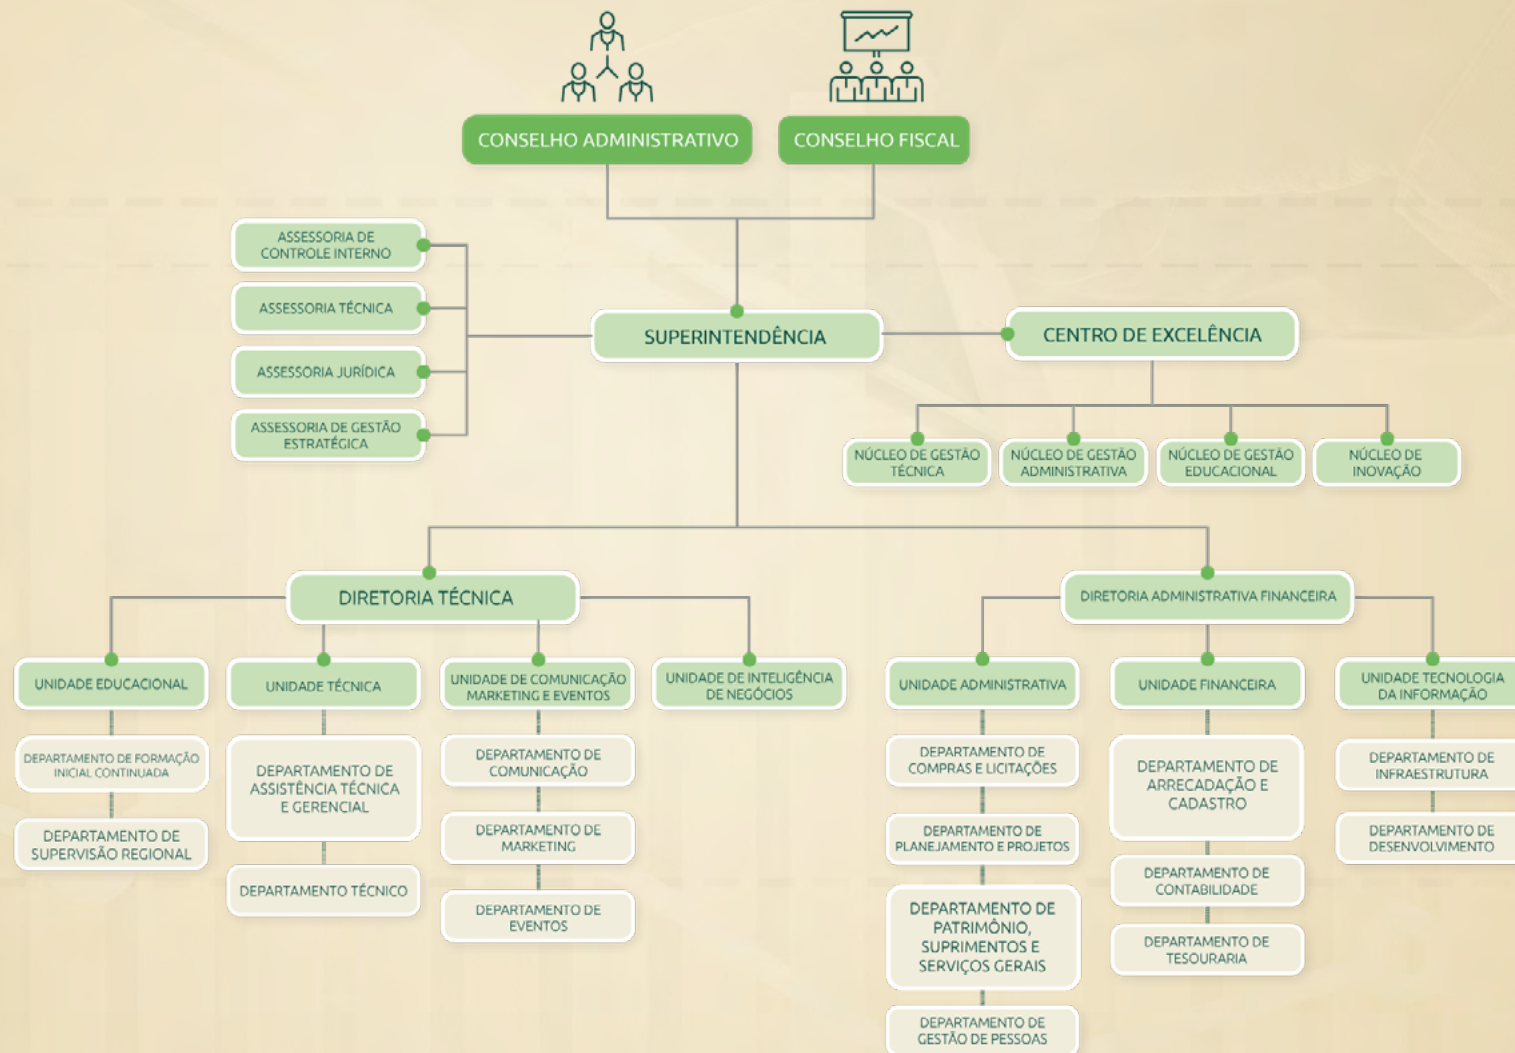 CONSELHO ADMINISTRATIVO
CONSELHO FISCAL
ASSESSORIA DE
CONTROLE INTERNO
ASSESSORIA TÉCNICA
ASSESSORIA JURÍDICA
ASSESSORIA DE GESTÃO
ESTRATÉGICA
SUPERINTENDÊNCIA
CENTRO DE EXCELÊNCIA
NÚCLEO DE GESTÃO
TÉCNICA
NÚCLEO DE GESTÃO
ADMINISTRATIVA
NÚCLEO DE GESTÃO
EDUCACIONAL
NÚCLEO DE
INOVAÇÃO
DIRETORIA TÉCNICA
UNIDADE EDUCACIONAL
DEPARTAMENTO DE FORMAÇÃO
INICIAL CONTINUADA
DEPARTAMENTO DE
SUPERVISÃO REGIONAL
UNIDADE TÉCNICA
DEPARTAMENTO DE
ASSISTÊNCIA TÉCNICA
E GERENCIAL
DEPARTAMENTO TÉCNICO
UNIDADE DE COMUNICAÇÃO
MARKETING E EVENTOS
DEPARTAMENTO DE
COMUNICAÇÃO
DEPARTAMENTO DE
MARKETING
DEPARTAMENTO DE
EVENTOS
UNIDADE DE INTELIGÊNCIA
DE NEGÓCIOS
DIRETORIA ADMINISTRATIVA FINANCEIRA
UNIDADE ADMINISTRATIVA
DEPARTAMENTO DE
COMPRAS E LICITAÇÕES
DEPARTAMENTO DE
PLANEJAMENTO E PROJETOS
DEPARTAMENTO DE
PATRIMÔNIO,
SUPRIMENTOS E
SERVIÇOS GERAIS
DEPARTAMENTO DE
GESTÃO DE PESSOAS
UNIDADE FINANCEIRA
DEPARTAMENTO DE
ARRECADAÇÃO E
CADASTRO
DEPARTAMENTO DE
CONTABILIDADE
DEPARTAMENTO DE
TESOURARIA
UNIDADE TECNOLOGIA
DA INFORMAÇÃO
DEPARTAMENTO DE
INFRAESTRUTURA
DEPARTAMENTO DE
DESENVOLVIMENTO